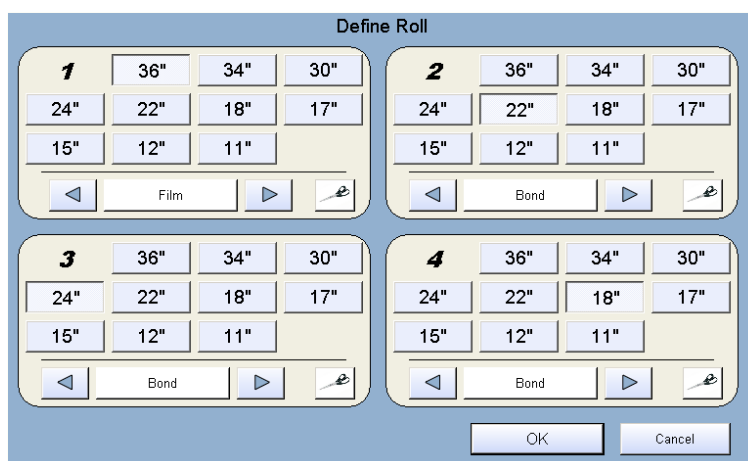 Define Roll
1 36" 34" 30"
24" 22" 18" 17"
15" 12" 11"
Film
2 36" 34" 30"
24" 22" 18" 17"
15" 12" 11"
Bond
3 36" 34" 30"
24" 22" 18" 17"
15" 12" 11"
Bond
4 36" 34" 30"
24" 22" 18" 17"
15" 12" 11"
Bond
OK Cancel